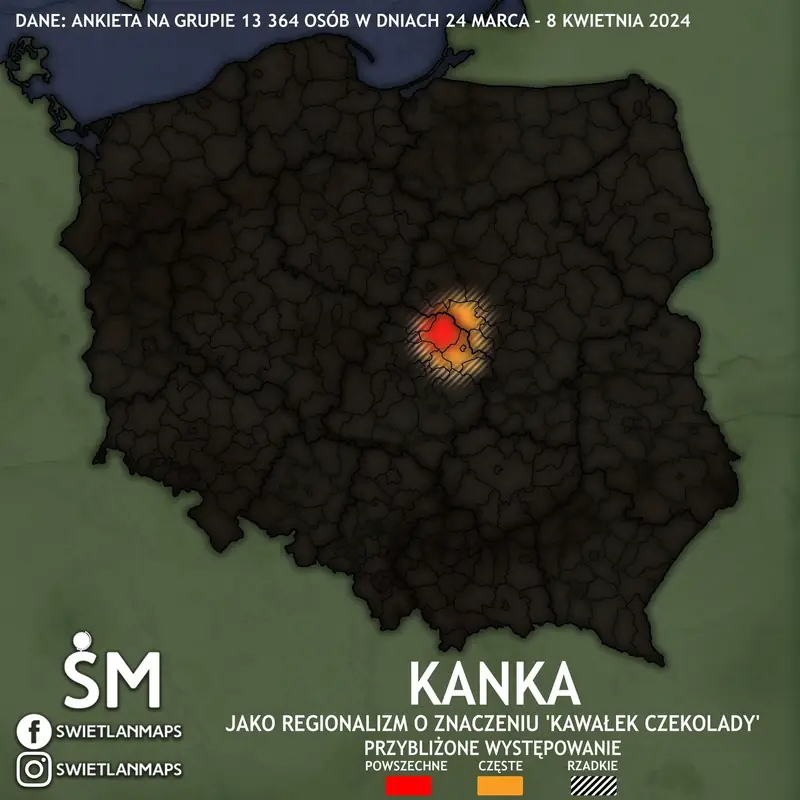 DANE: ANKIETA NA GRUPIE 13 364 OSÓB W DNIACH 24 MARCA - 8 KWIETNIA 2024
ŚM
SWIETLANMAPS
SWIETLANMAPS
KANKA
JAKO REGIONALIZM O ZNACZENIU 'KAWAŁEK CZEKOLADY'
PRZYBLIŻONE WYSTĘPOWANIE
POWSZECHNE CZĘSTE RZADKIE